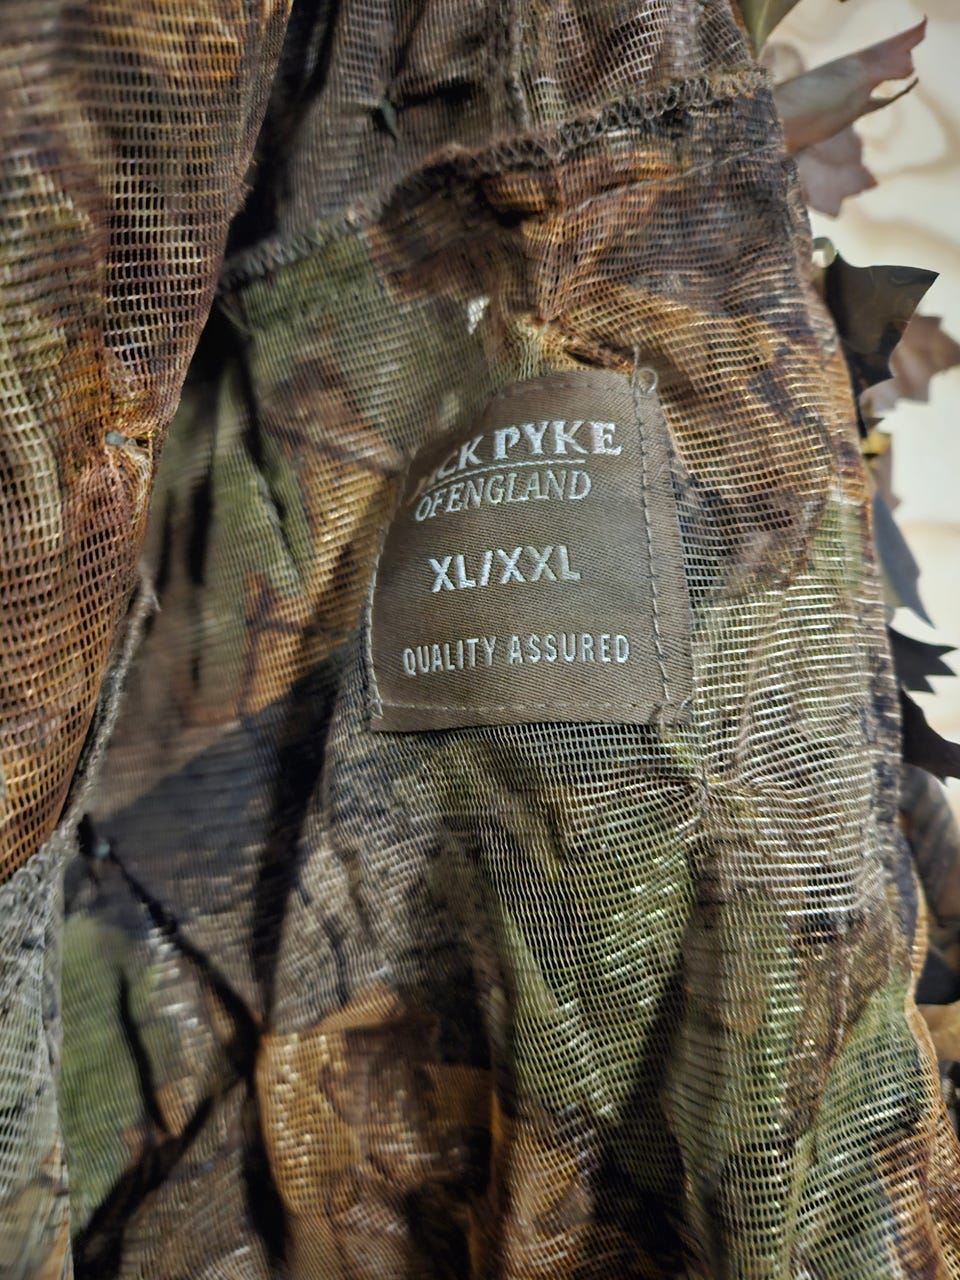 PYKE
OF ENGLAND
XL/XXL
QUALITY ASSURED